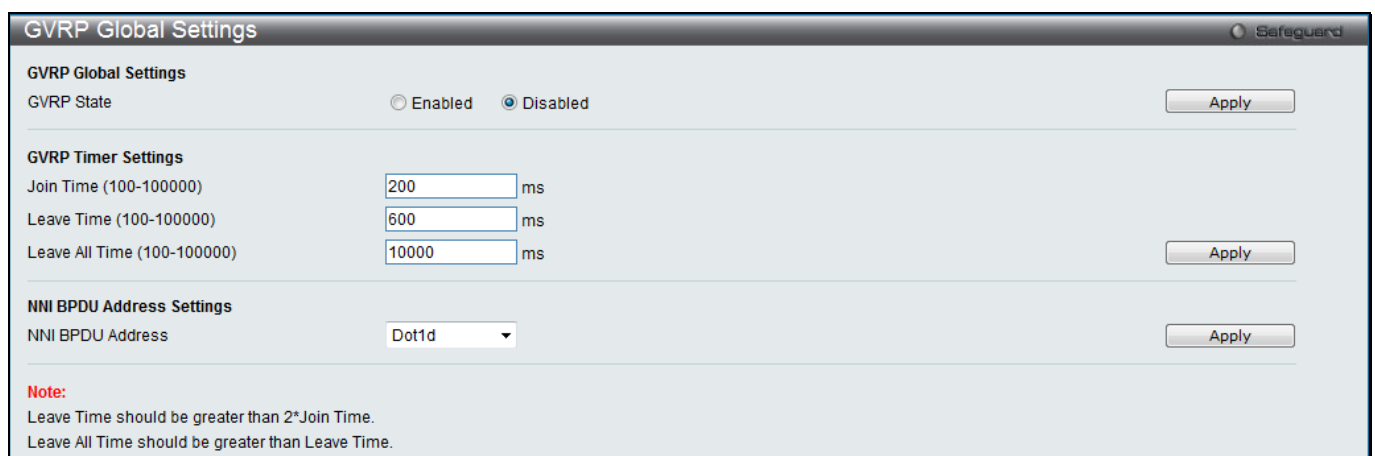 GVRP Global Settings
Safeguard
GVRP Global Settings
GVRP State Enabled Disabled Apply
GVRP Timer Settings
Join Time (100-100000) 200 ms
Leave Time (100-100000) 600 ms
Leave All Time (100-100000) 10000 ms Apply
NNI BPDU Address Settings
NNI BPDU Address Dot1d Apply
Note:
Leave Time should be greater than 2*Join Time.
Leave All Time should be greater than Leave Time.